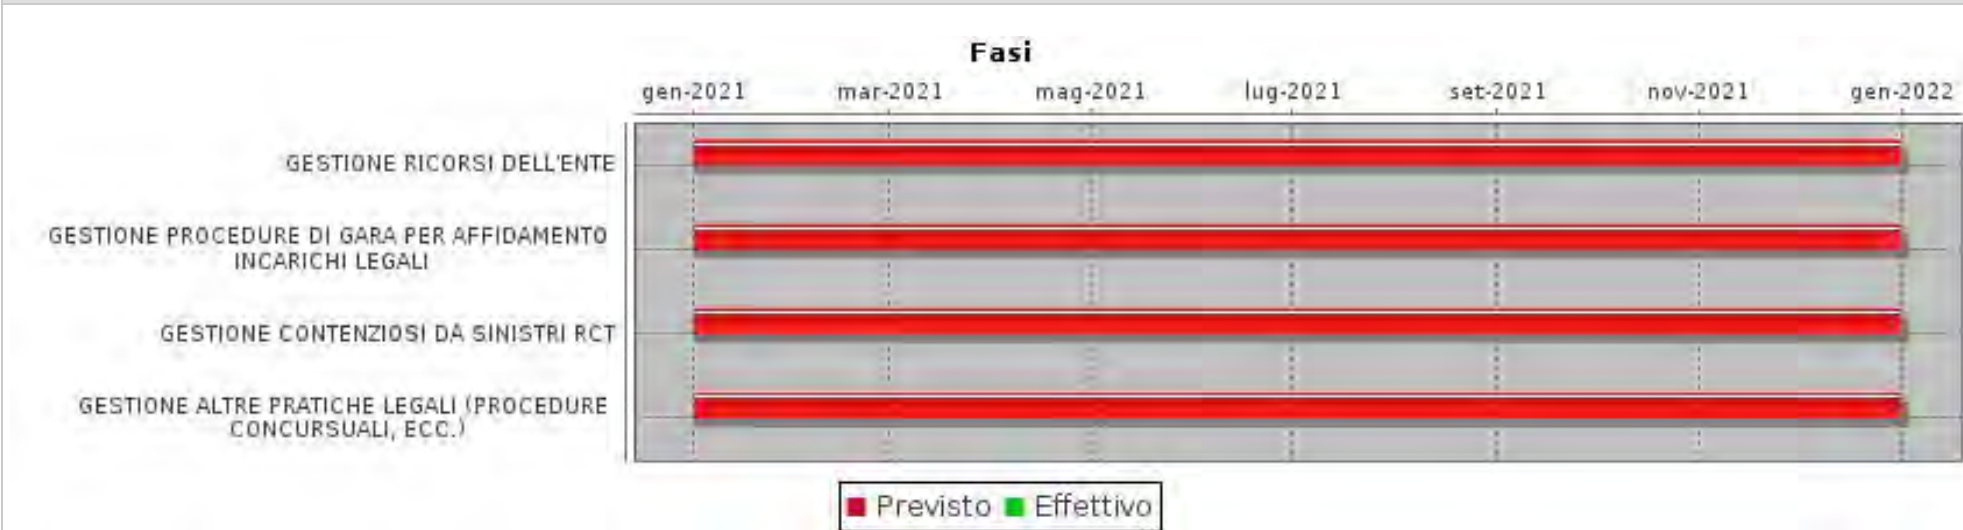 Fasi
gen-2021 mar-2021 mag-2021 lug-2021 set-2021 nov-2021 gen-2022
GESTIONE RICORSI DELL'ENTE
GESTIONE PROCEDURE DI GARA PER AFFIDAMENTO
INCARICHI LEGALI
GESTIONE CONTENZIOSI DA SINISTRI RCT
GESTIONE ALTRE PRATICHE LEGALI (PROCEDURE
CONCURSUALI, ECC.)
Previsto Effettivo